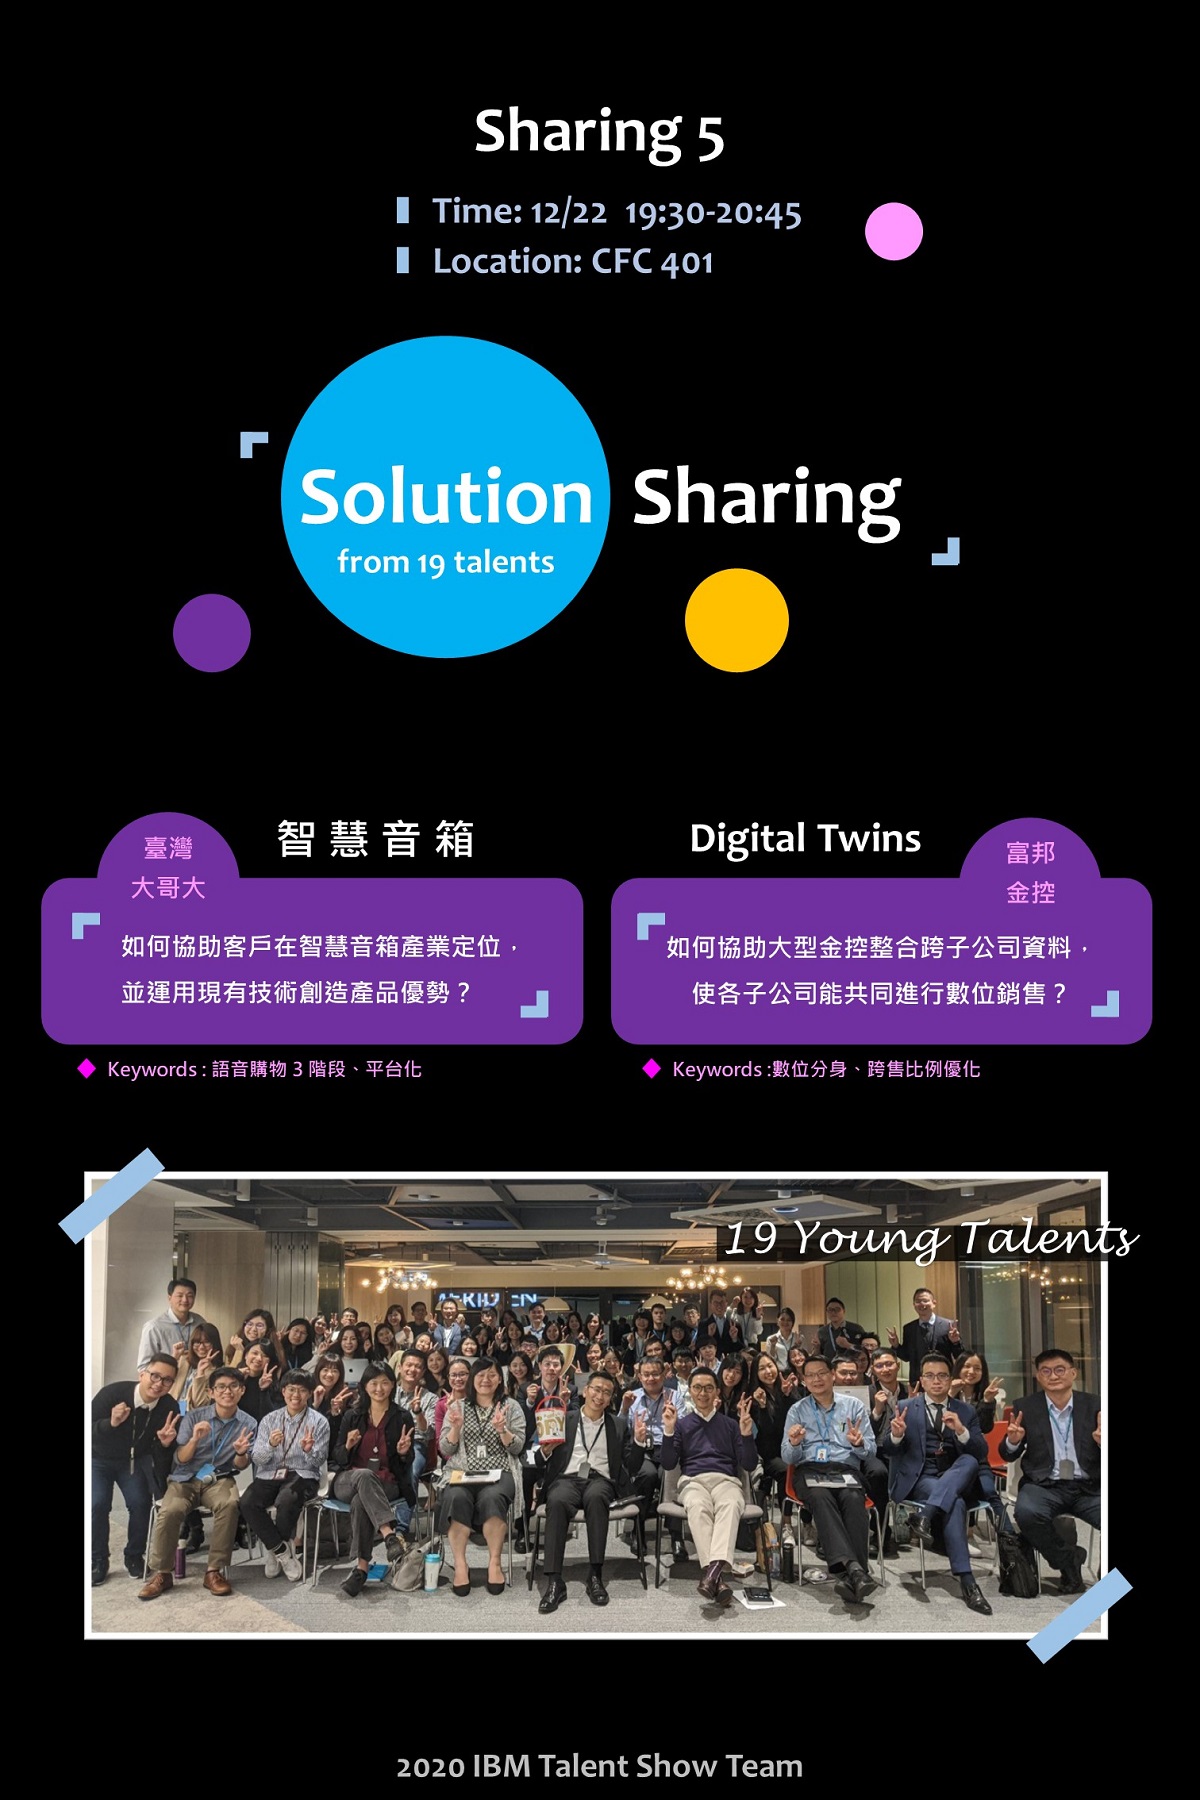 Sharing 5
Time: 12/22 19:30-20:45
Location: CFC 401
Solution Sharing
from 19 talents
臺灣
大哥大
智慧音箱
如何協助客戶在智慧音箱產業定位，
並運用現有技術創造產品優勢？
Keywords : 語音購物 3 階段、平台化
Digital Twins
富邦
金控
如何協助大型金控整合跨子公司資料，
使各子公司能共同進行數位銷售？
Keywords :數位分身、跨售比例優化
19 Young Talents
MERIDIEN
2020 IBM Talent Show Team